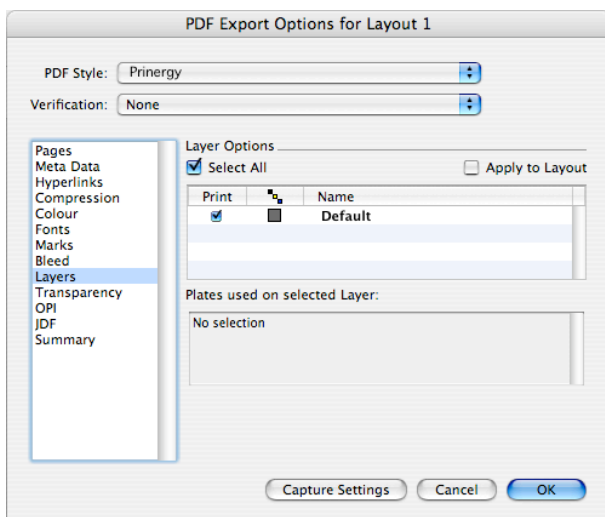 PDF Export Options for Layout 1
PDF Style: Prinergy
Verification: None
Pages
Meta Data
Hyperlinks
Compression
Colour
Fonts
Marks
Bleed
Layers
Transparency
OPI
JDF
Summary
Layer Options
Select All
Apply to Layout
Print Name
Default
Plates used on selected Layer:
No selection
Capture Settings Cancel OK